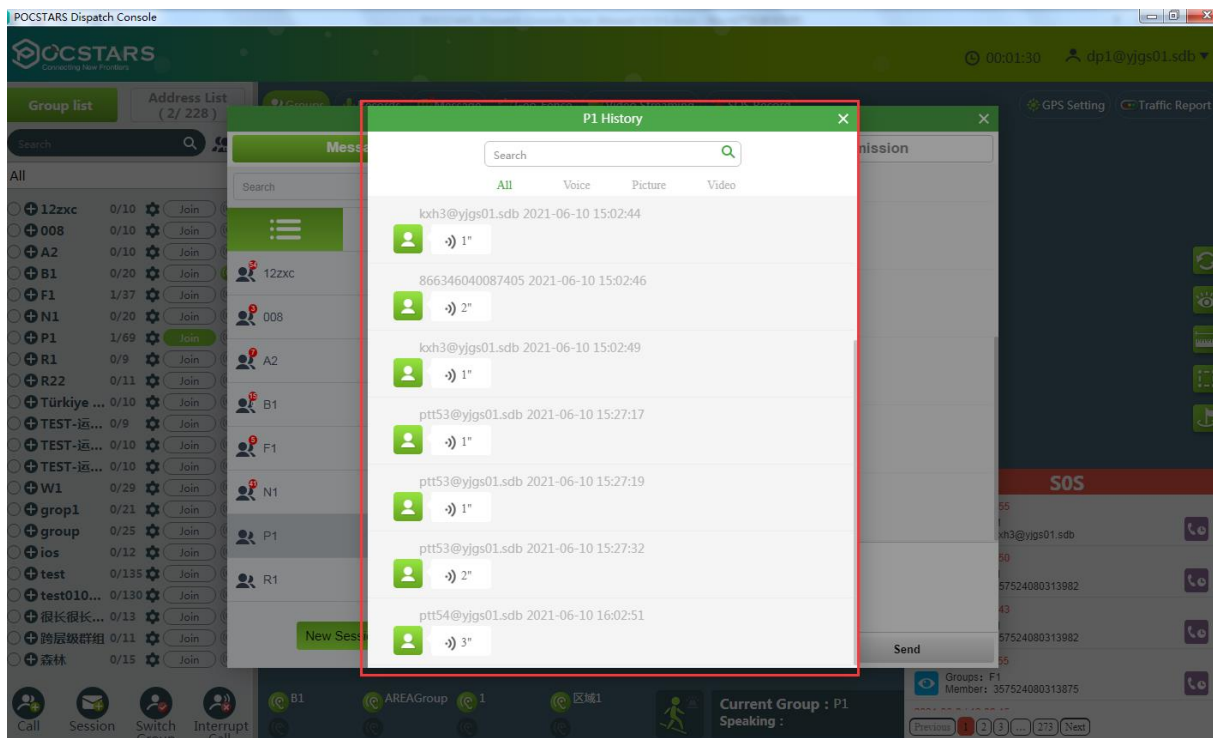 POCSTARS Dispatch Console
POCSTARS
Connecting New Frontiers
00:01:30
dp1@yjgs01.sdb
Group list
Address List
( 2/ 228 )
GPS Setting
Traffic Report
P1 History
Search
Mess
mission
All
Search
Search
All Voice Picture Video
12zxc 0/10 Join
008 0/10 Join
A2 0/10 Join
B1 0/20 Join
F1 1/37 Join
N1 0/20 Join
P1 1/69 Join
R1 0/9 Join
R22 0/11 Join
Türkiye ... 0/10 Join
TEST-运... 0/9 Join
TEST-运... 0/10 Join
TEST-运... 0/10 Join
W1 0/29 Join
grop1 0/21 Join
group 0/25 Join
ios 0/12 Join
test 0/135 Join
test010... 0/130 Join
很长很长... 0/13 Join
跨层级群组 0/11 Join
森林 0/15 Join
12zxc
008
A2
B1
F1
N1
P1
R1
New Sessi
kxh3@yjgs01.sdb 2021-06-10 15:02:44
1"
866346040087405 2021-06-10 15:02:46
2"
kxh3@yjgs01.sdb 2021-06-10 15:02:49
1"
ptt53@yjgs01.sdb 2021-06-10 15:27:17
1"
ptt53@yjgs01.sdb 2021-06-10 15:27:19
1"
ptt53@yjgs01.sdb 2021-06-10 15:27:32
2"
ptt54@yjgs01.sdb 2021-06-10 16:02:51
3"
Send
SOS
55
xh3@yjgs01.sdb
50
57524080313982
43
57524080313982
55
Groups: F1
Member: 357524080313875
Previous 1 2 3 ... 273 Next
Call
Session
Switch
Interrupt
Call
B1
AREAGroup
1
区域1
Current Group : P1
Speaking :